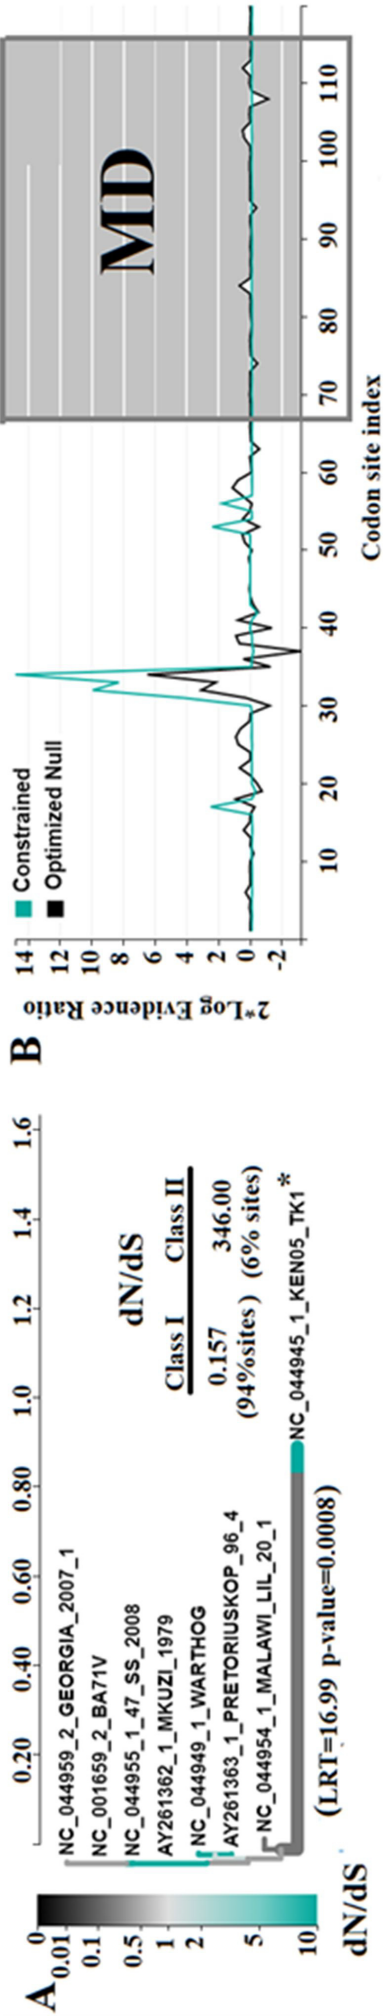 A
0
0.01
0.1
0.5
1
2
5
10
dN/dS
0.20
0.40
0.60
0.80
1.0
1.2
1.4
1.6
NC_044959_2_GEORGIA_2007_1
NC_001659_2_BA71V
NC_044955_1_47_SS_2008
AY261362_1_MKUZI_1979
NC_044949_1_WARTHOG
AY261363_1_PRETORIUSKOP_96_4
NC_044954_1_MALAWI_LIL_20_1
NC_044945_1_KEN05_TK1 *
dN/dS
Class I Class II
0.157 346.00
(94%sites ) (6% sites)
(LRT=16.99 p-value=0.0008)
B
Constrained
Optimized Null
MD
2*Log Evidence Ratio
14
12
10
8
6
4
2
0
-2
10 20 30 40 50 60 70 80 90 100 110
Codon site index